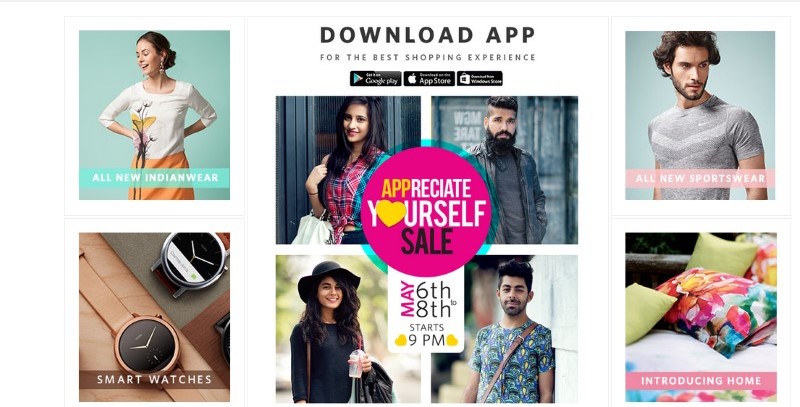 DOWNLOAD APP
FOR THE BEST SHOPPING EXPERIENCE
Get it on
Google play
Download on the
App Store
Download from
Windows Store
ALL NEW INDIANWEAR
APPRECIATE
YOURSELF
SALE
MAY 6th to 8th
STARTS
9 PM
ALL NEW SPORTSWEAR
SMART WATCHES
INTRODUCING HOME